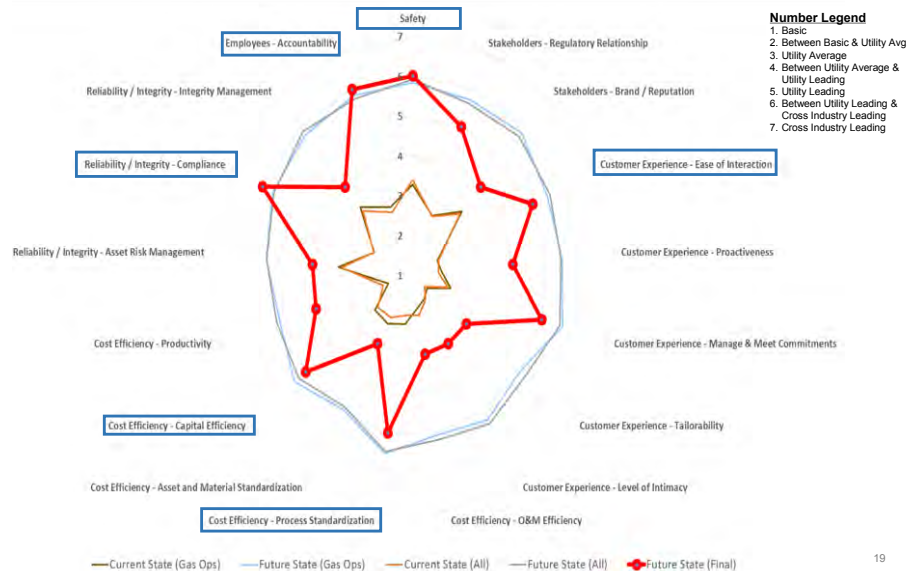 Safety
Number Legend
1. Basic
2. Between Basic & Utility Avg
3. Utility Average
4. Between Utility Average &
Utility Leading
5. Utility Leading
6. Between Utility Leading &
Cross Industry Leading
7. Cross Industry Leading
7
Employees - Accountability
Stakeholders - Regulatory Relationship
6
Reliability / Integrity - Integrity Management
Stakeholders - Brand / Reputation
5
4
Reliability / Integrity - Compliance
Customer Experience - Ease of Interaction
3
2
Reliability / Integrity - Asset Risk Management
Customer Experience - Proactiveness
1
Cost Efficiency - Productivity
Customer Experience - Manage & Meet Commitments
Cost Efficiency - Capital Efficiency
Customer Experience - Tailorability
Cost Efficiency - Asset and Material Standardization
Customer Experience - Level of Intimacy
Cost Efficiency - Process Standardization
Cost Efficiency - O&M Efficiency
Current State (Gas Ops)
Future State (Gas Ops)
Current State (All)
Future State (All)
Future State (Final)
19